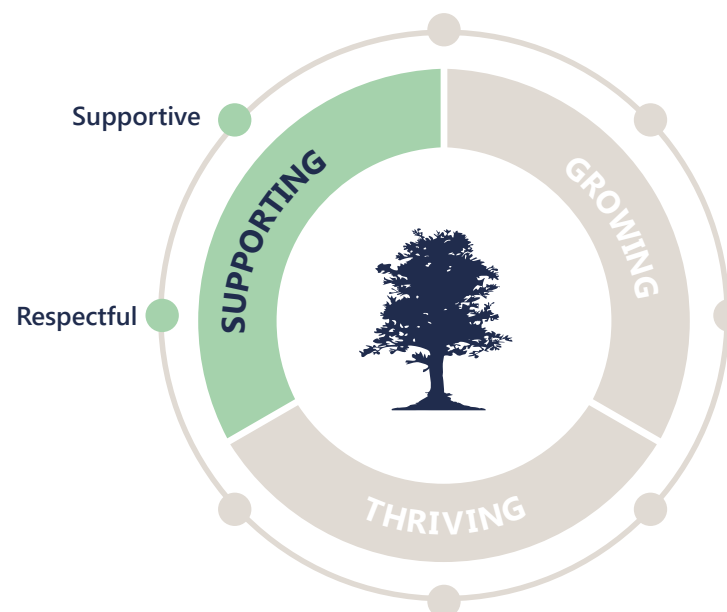 Supportive
Respectful
SUPPORTING
GROWING
THRIVING